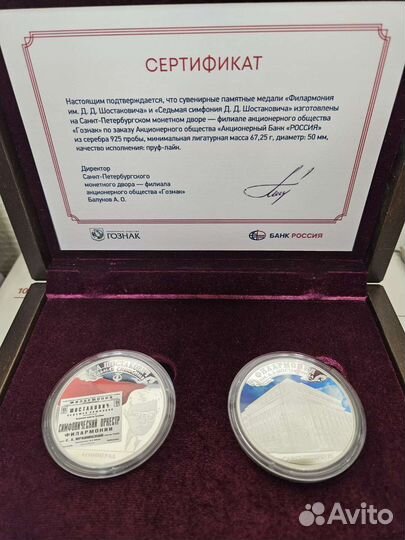 СЕРТИФИКАТ
Настоящим подтверждается, что сувенирные памятные медали «Филармония
им. Д. Д. Шостаковича» и «Седьмая симфония Д. Д. Шостаковича» изготовлены
на Санкт-Петербургском монетном дворе — филиале акционерного общества
«Гознак» по заказу Акционерного общества «Акционерный Банк «РОССИЯ»
из серебра 925 пробы, минимальная лигатурная масса 67,25 г, диаметр: 50 мм,
качество исполнения: пруф-лайк.
Директор
Санкт-Петербургского
монетного двора — филиала
акционерного общества "Гознак"
Балунов А. О.
ГОЗНАК
БАНК РОССИЯ
ШОСТАКОВИЧ
СИМФОНИЧЕСКИЙ ОРКЕСТР
ФИЛАРМОНИИ
ЛЕНИНГРАД
ФИЛАРМОНИЯ
Avito